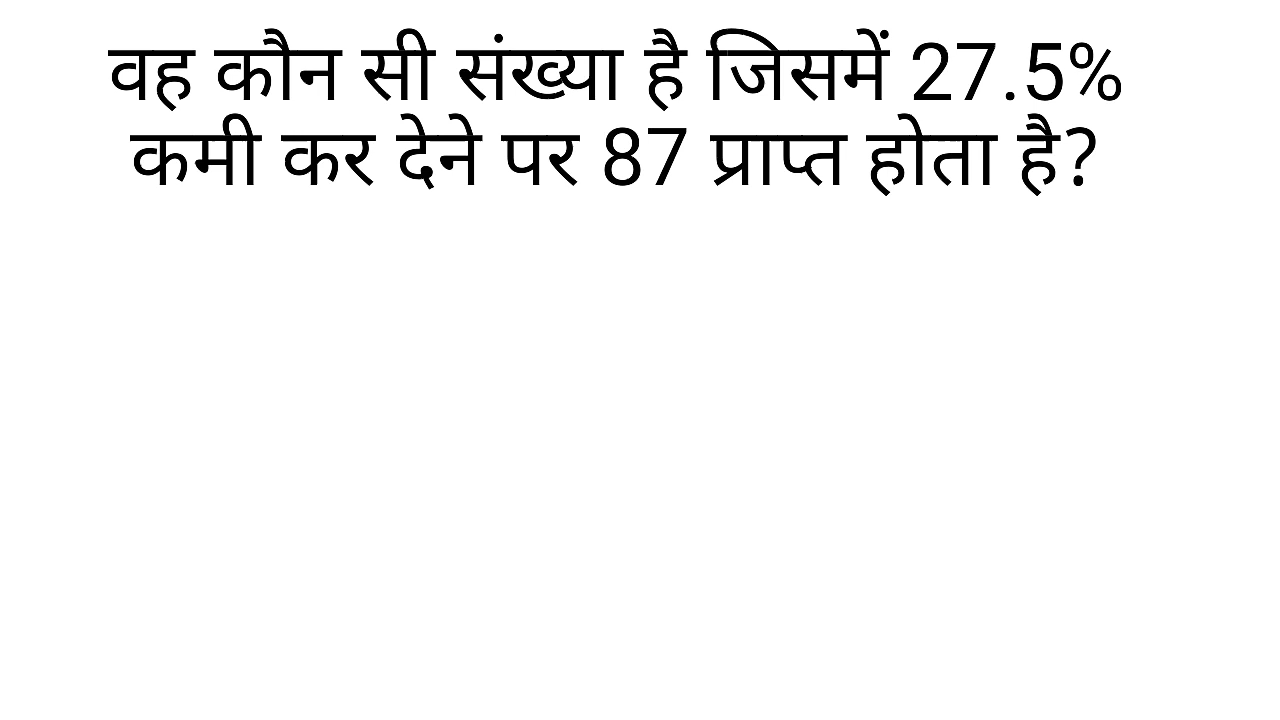 वह कौन सी संख्या है जिसमें 27.5%
कमी कर देने पर 87 प्राप्त होता है?